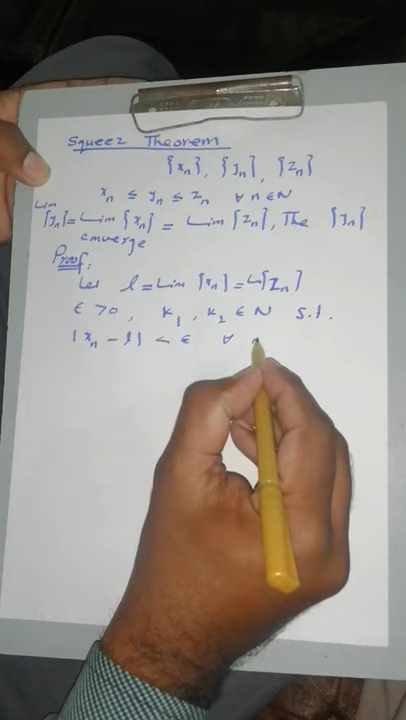 Squeez Theorem
{xn}, {yn}, {zn}
xn ≤ yn ≤ zn ∀ n ∈ N
Lim {yn} = Lim {xn} = Lim {zn}, The {yn}
converge
Proof:
Let l = Lim {xn} = L {zn}
ε > 0, K1, K2 ∈ N s.t.
|xn - l| < ε ∀